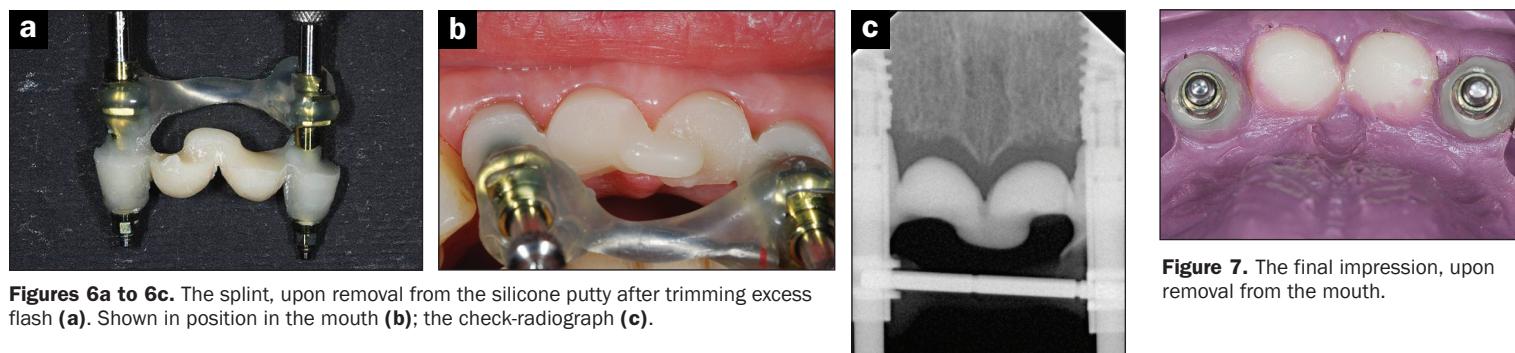 a
b
c
Figures 6a to 6c. The splint, upon removal from the silicone putty after trimming excess
flash (a). Shown in position in the mouth (b); the check-radiograph (c).
Figure 7. The final impression, upon
removal from the mouth.